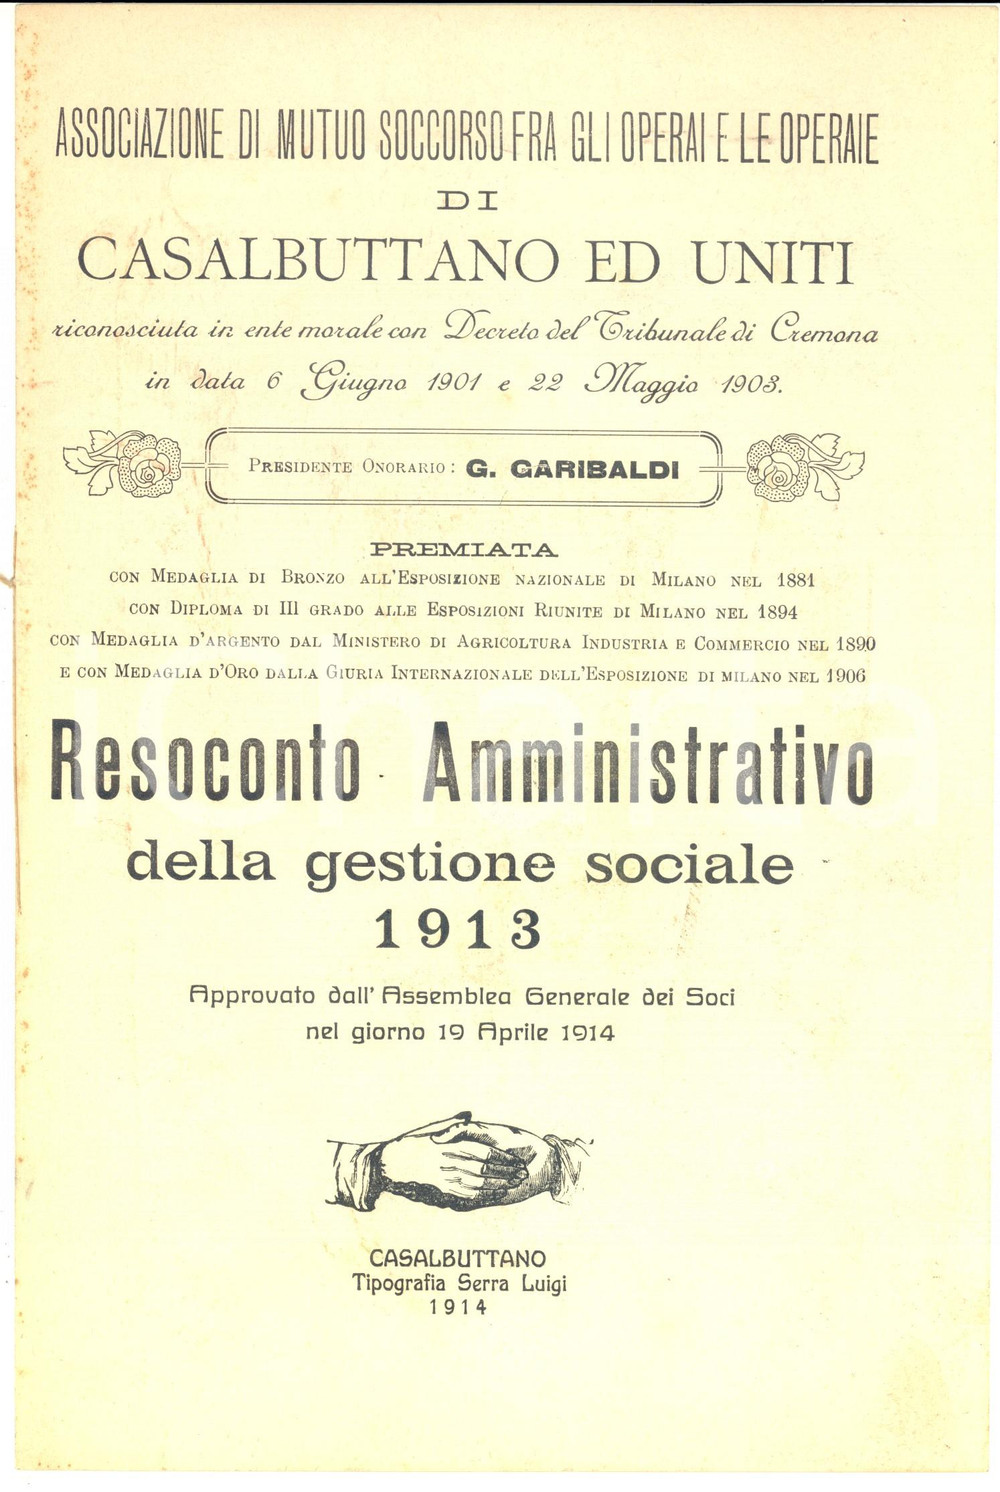 ASSOCIAZIONE DI MUTUO SOCCORSO FRA GLI OPERAI E LE OPERAIE
DI
CASALBUTTANO ED UNITI
riconosciuta in ente morale con Decreto del Tribunale di Cremona
in data 6 Giugno 1901 e 22 Maggio 1903.
Presidente Onorario: G. GARIBALDI
PREMIATA
con Medaglia di Bronzo all'Esposizione nazionale di Milano nel 1881
con Diploma di III grado alle Esposizioni Riunite di Milano nel 1894
con Medaglia d'argento dal Ministero di Agricoltura Industria e Commercio nel 1890
e con Medaglia d'Oro dalla Giuria Internazionale dell'Esposizione di milano nel 1906
Resoconto Amministrativo
della gestione sociale
1913
Approvato dall' Assemblea Generale dei Soci
nel giorno 19 Aprile 1914
CASALBUTTANO
Tipografia Serra Luigi
1914